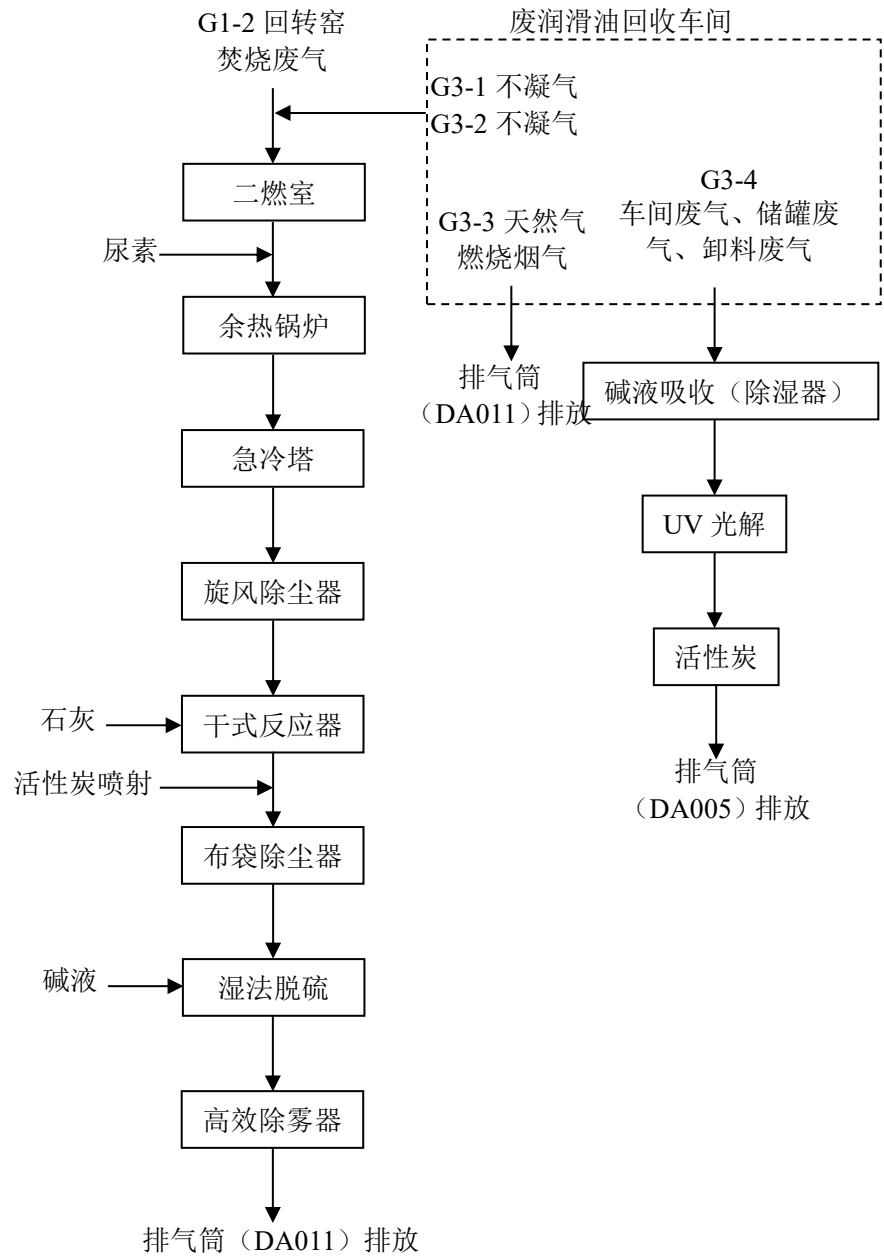 G1-2 回转窑
焚烧废气
废润滑油回收车间
G3-1 不凝气
G3-2 不凝气
二燃室
尿素
G3-3 天然气
燃烧烟气
G3-4
车间废气、储罐废
气、卸料废气
余热锅炉
排气筒
（DA011）排放
碱液吸收（除湿器）
急冷塔
UV 光解
旋风除尘器
活性炭
石灰
干式反应器
活性炭喷射
排气筒
（DA005）排放
布袋除尘器
碱液
湿法脱硫
高效除雾器
排气筒（DA011）排放